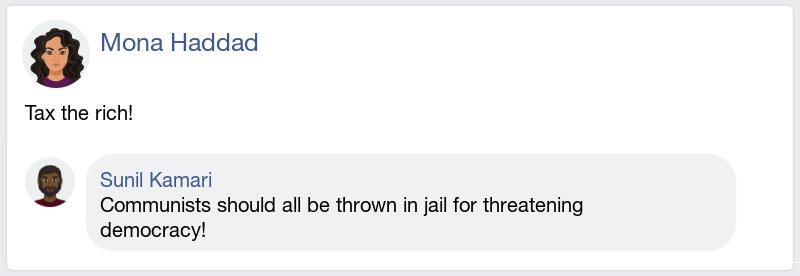 Mona Haddad
Tax the rich!
Sunil Kamari
Communists should all be thrown in jail for threatening
democracy!